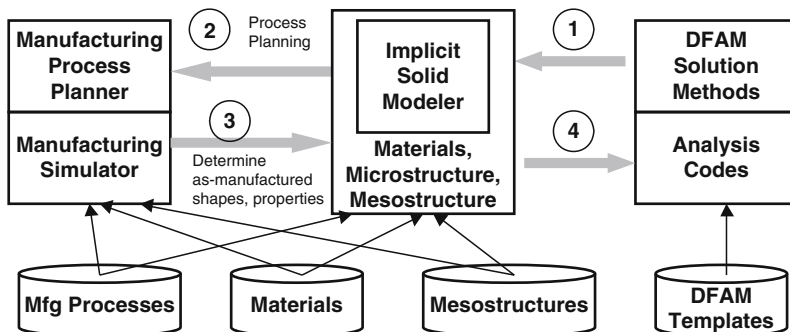 Manufacturing
Process
Planner
Manufacturing
Simulator
2
Process
Planning
3
Determine
as-manufactured
shapes, properties
Implicit
Solid
Modeler
Materials,
Microstructure,
Mesostructure
1
4
DFAM
Solution
Methods
Analysis
Codes
Mfg Processes
Materials
Mesostructures
DFAM
Templates